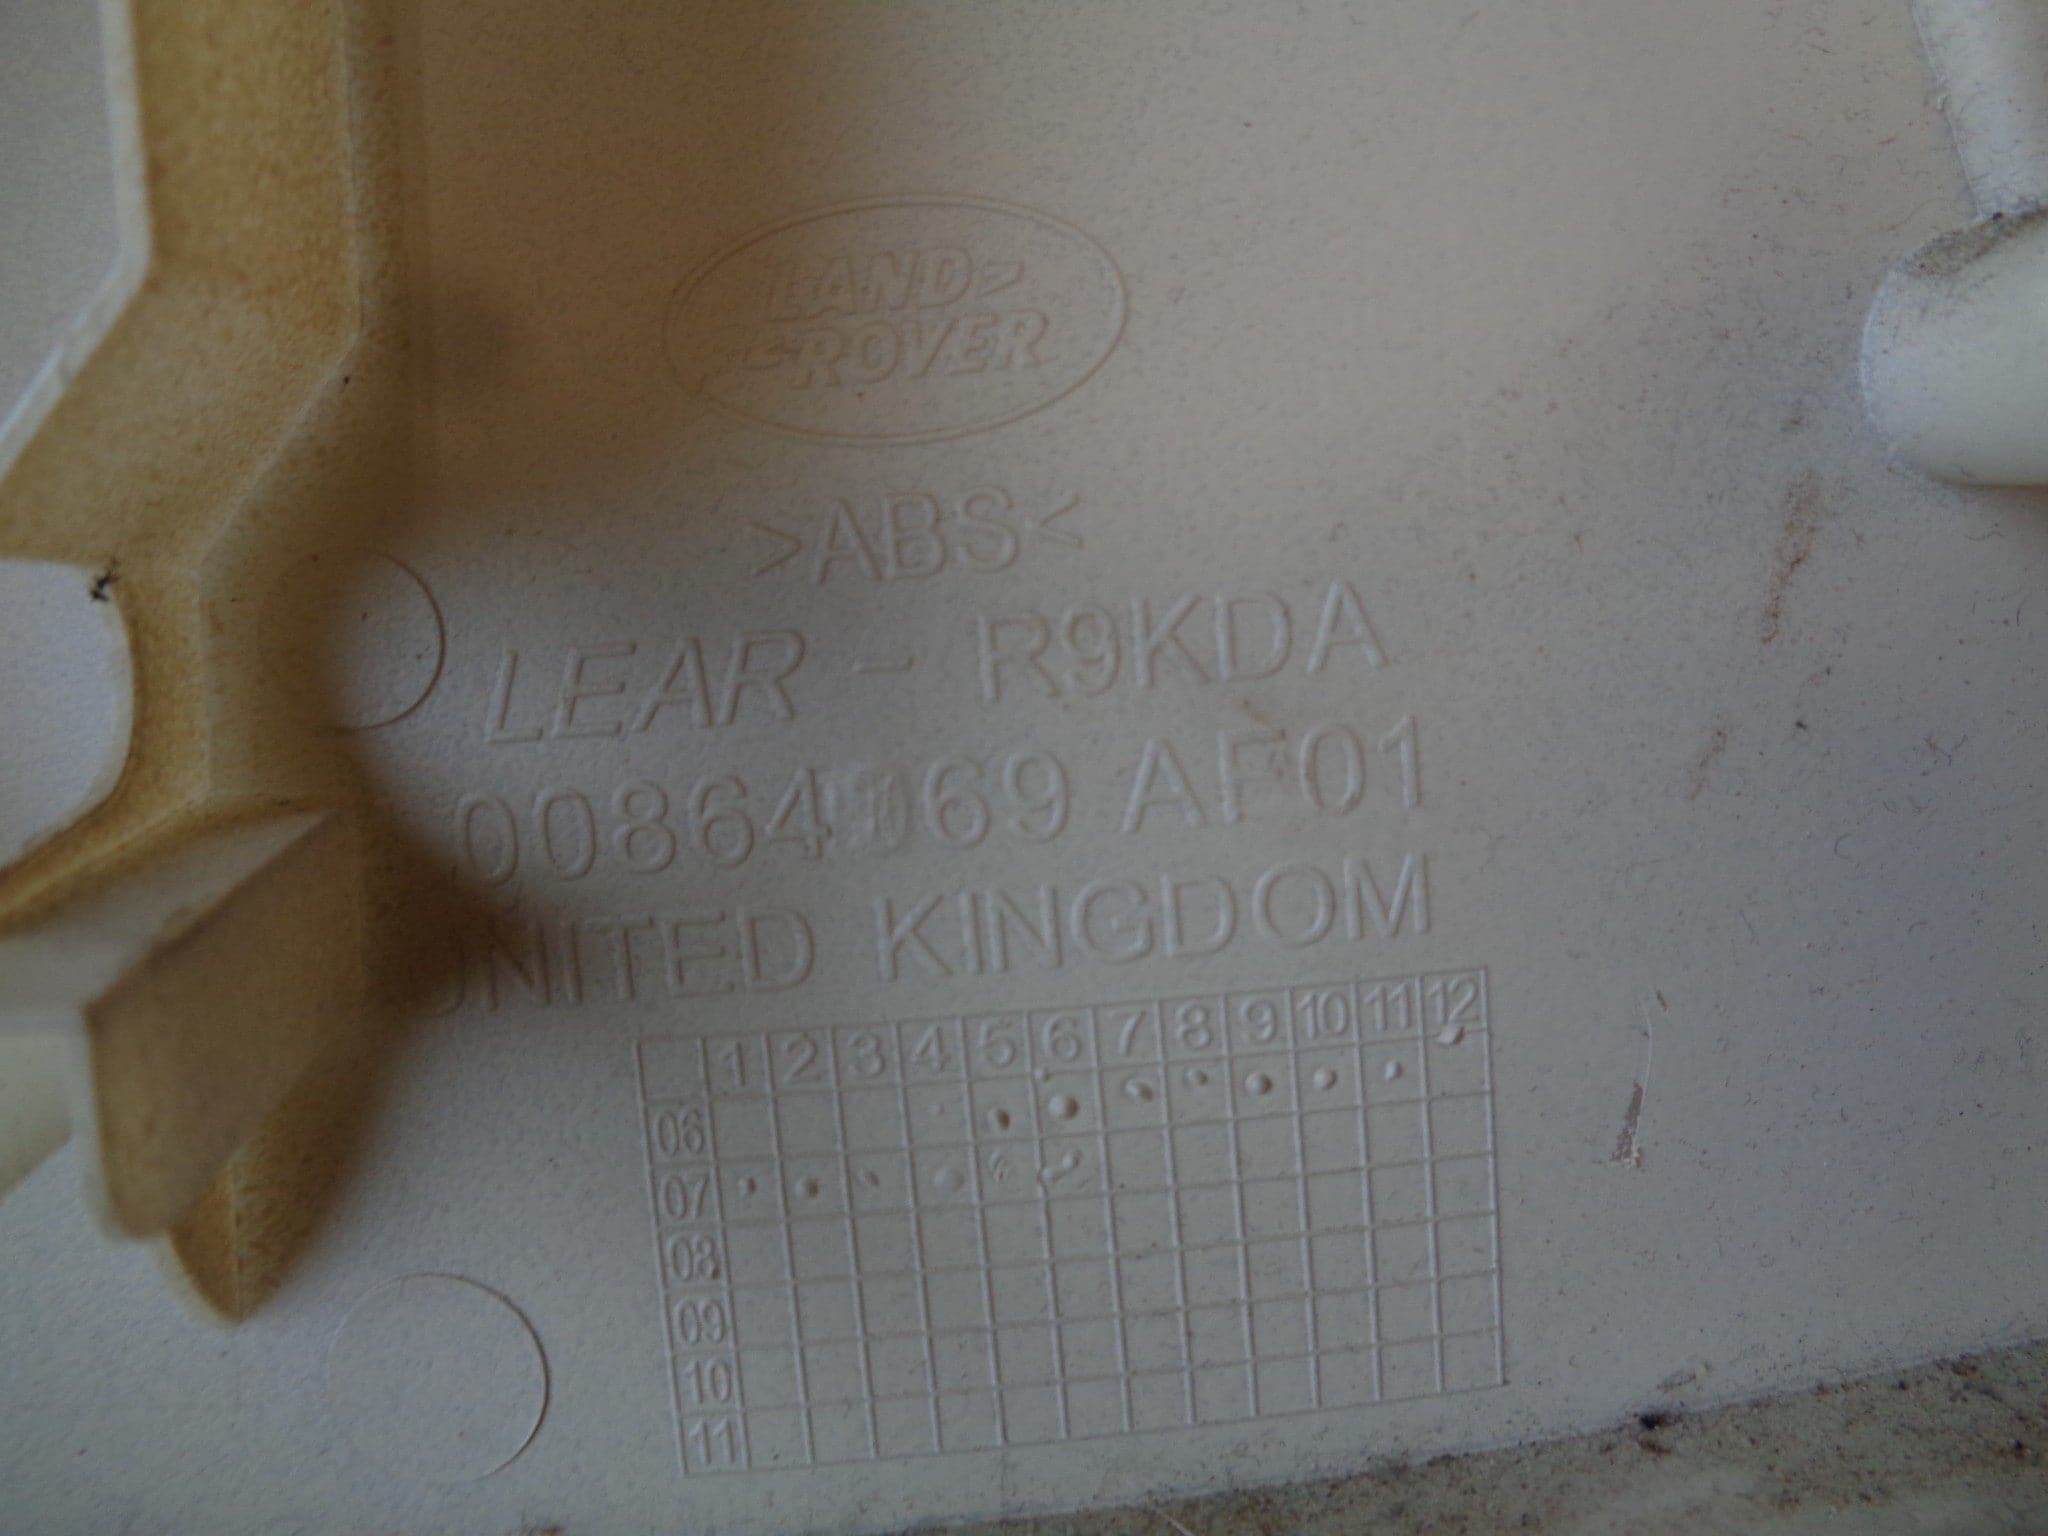 LAND
ROVER
>ABS<
LEAR - R9KDA
AF01
UNITED KINGDOM
1 2 3 4 5 6 7 8 9 10 11 12
06
07
08
09
10
11